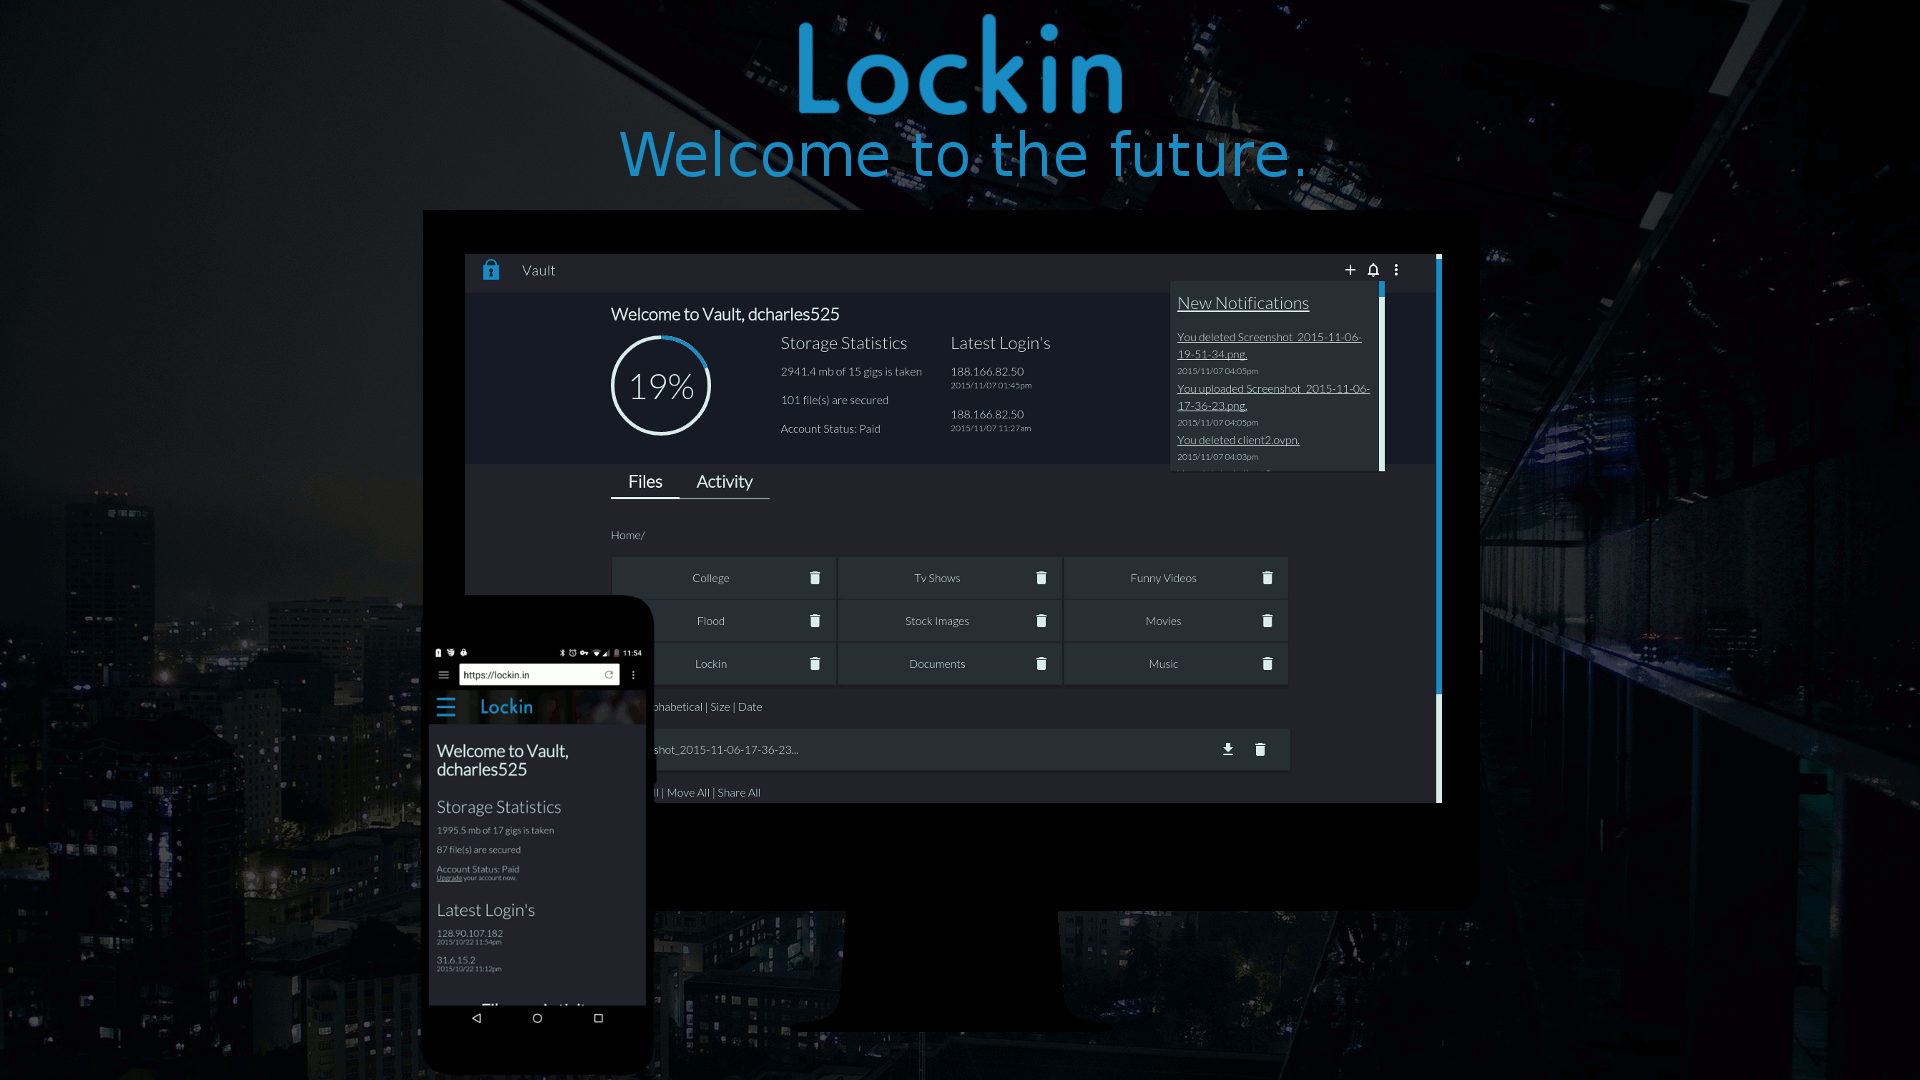 Lockin
Welcome to the future.
Vault
Welcome to Vault, dcharles525
19%
Storage Statistics
2941.4 mb of 15 gigs is taken
101 file(s) are secured
Account Status: Paid
Latest Login's
188.166.82.50
2015/11/07 01:45pm
188.166.82.50
2015/11/07 11:27am
New Notifications
You deleted Screenshot_2015-11-06-
19-51-34.png.
2015/11/07 04:05pm
You uploaded Screenshot_2015-11-06-
17-36-23.png.
2015/11/07 04:05pm
You deleted client2.ovpn.
2015/11/07 04:03pm
Files Activity
Home/
College Tv Shows Funny Videos
Flood Stock Images Movies
Lockin Documents Music
phabetical | Size | Date
shot_2015-11-06-17-36-23...
ll | Move All | Share All
11:54
https://lockin.in
Lockin
Welcome to Vault,
dcharles525
Storage Statistics
1995.5 mb of 17 gigs is taken
87 file(s) are secured
Account Status: Paid
Upgrade your account now.
Latest Login's
128.90.107.182
2015/10/22 11:54pm
31.6.15.2
2015/10/22 11:12pm